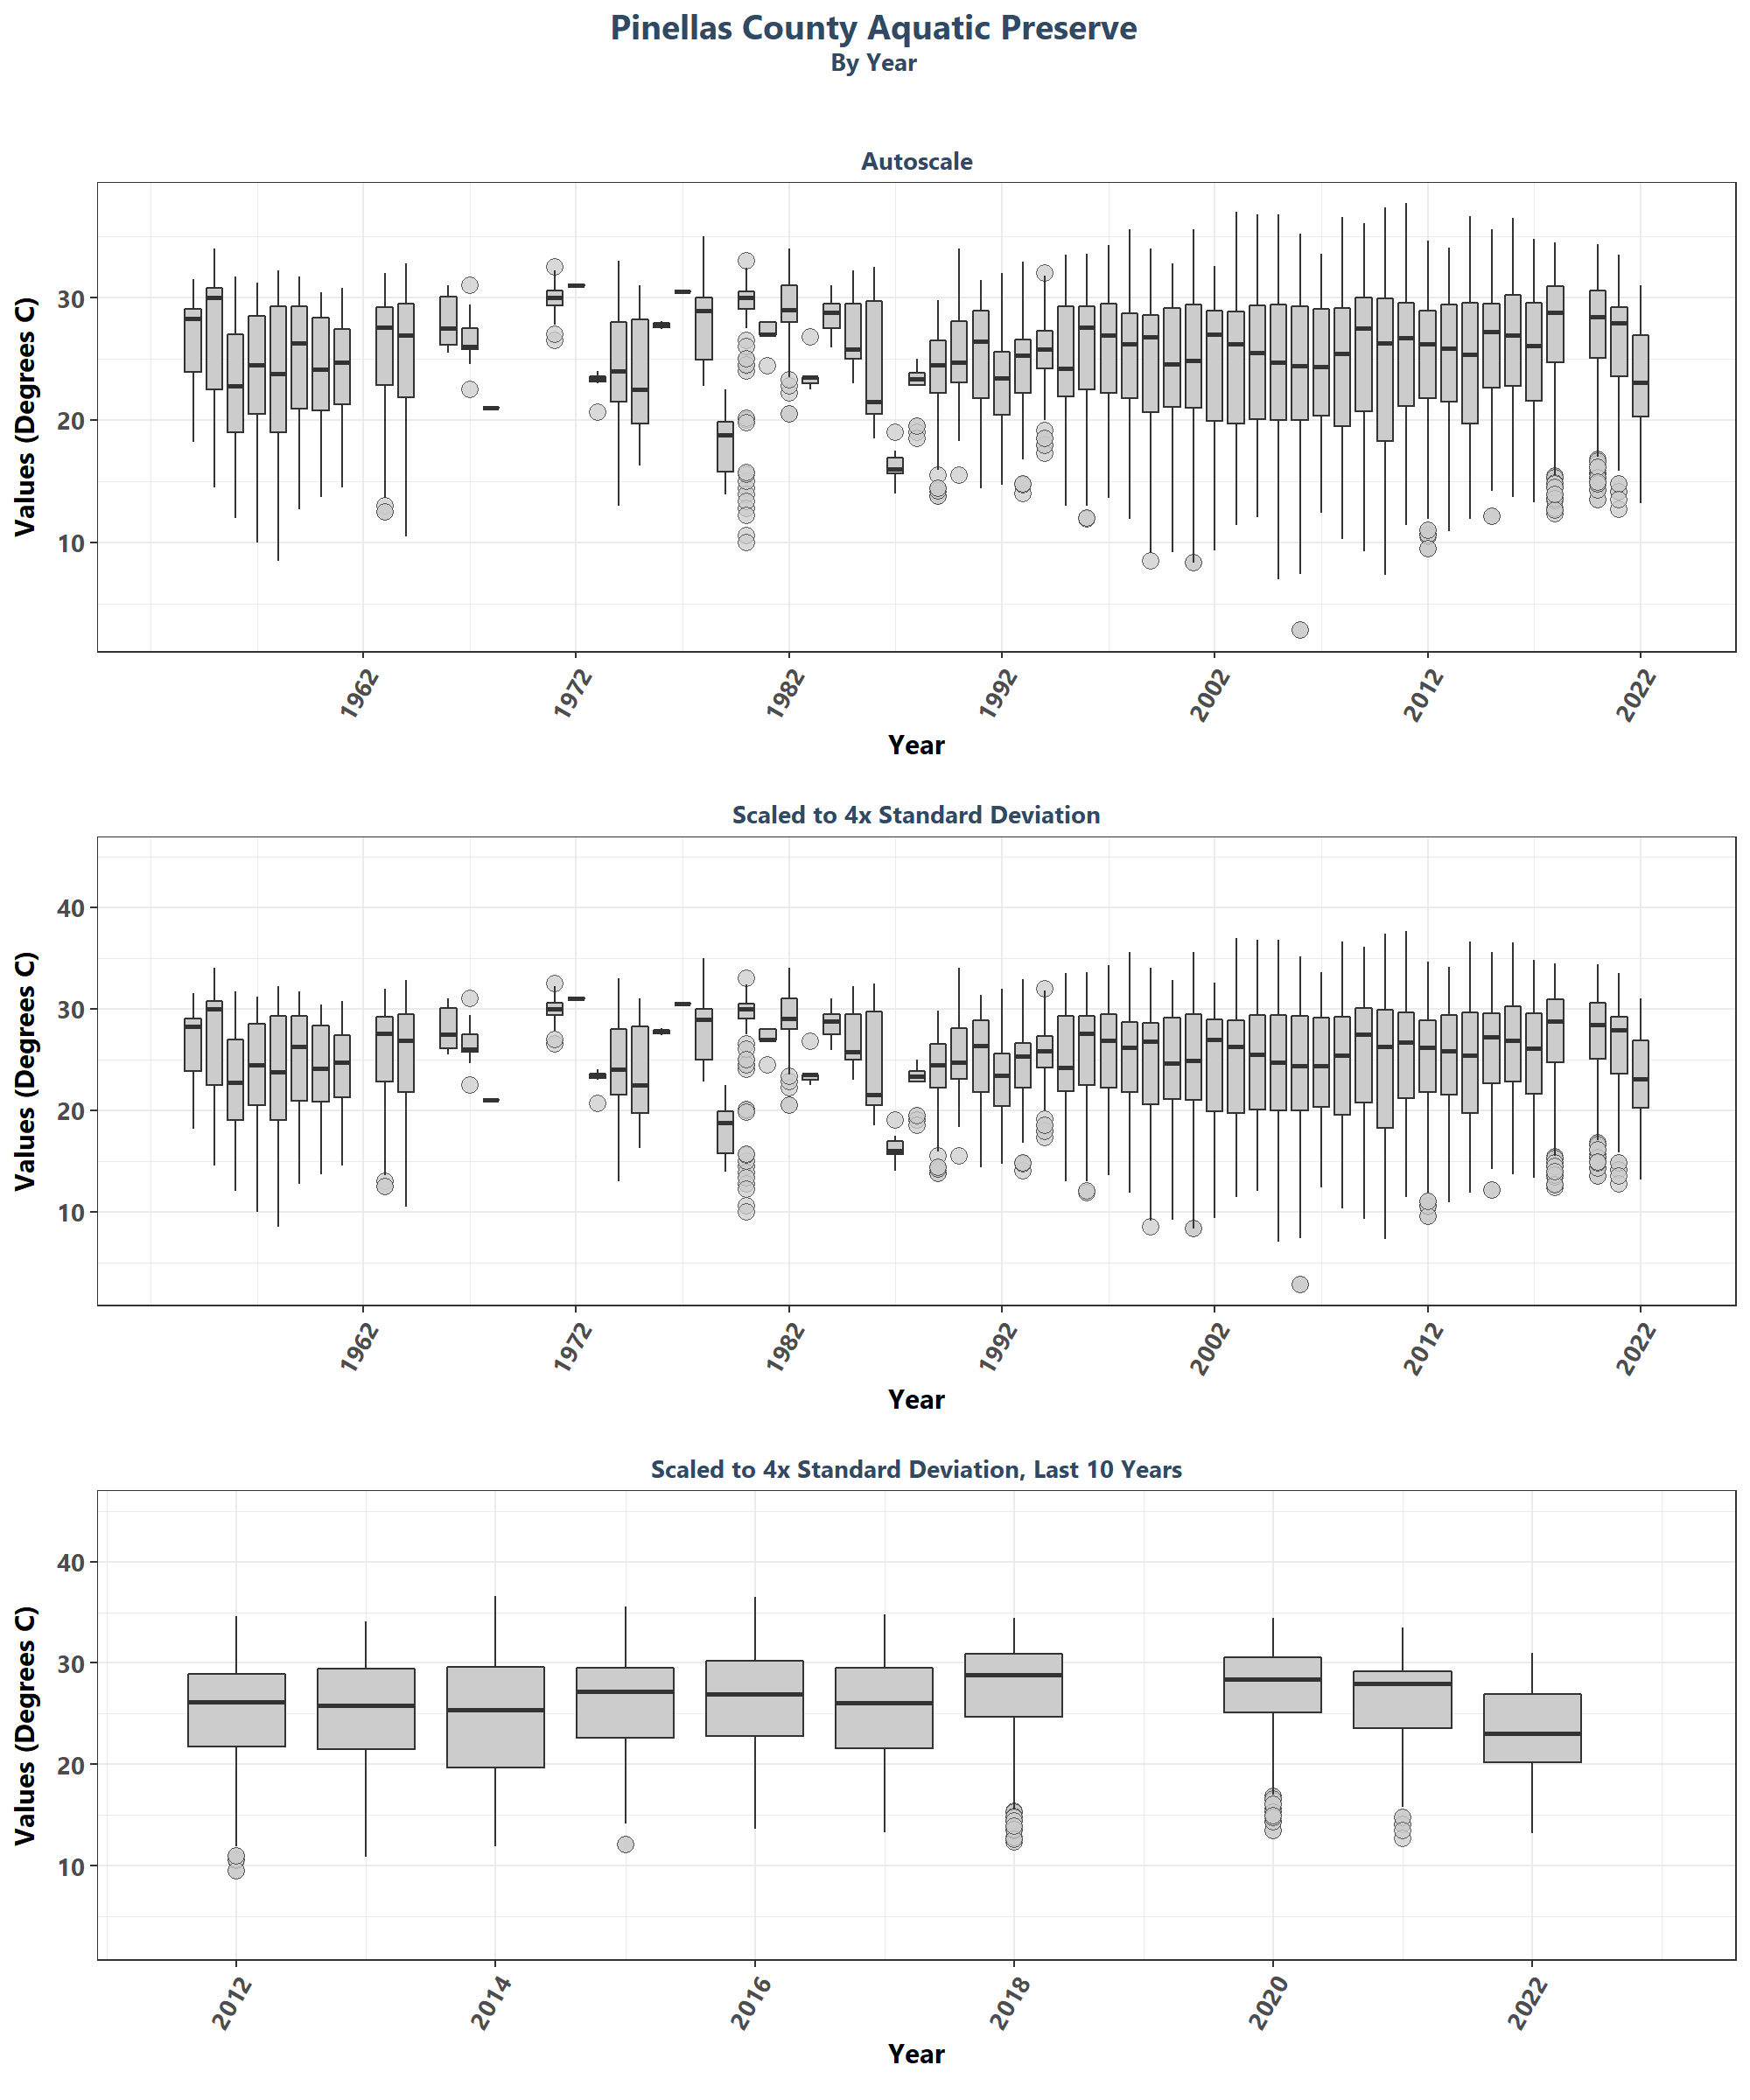 Pinellas County Aquatic Preserve
By Year
Autoscale
Values (Degrees C)
30
20
10
1962
1972
1982
1992
2002
2012
2022
Year
Scaled to 4x Standard Deviation
Values (Degrees C)
40
30
20
10
1962
1972
1982
1992
2002
2012
2022
Year
Scaled to 4x Standard Deviation, Last 10 Years
Values (Degrees C)
40
30
20
10
2012
2014
2016
2018
2020
2022
Year